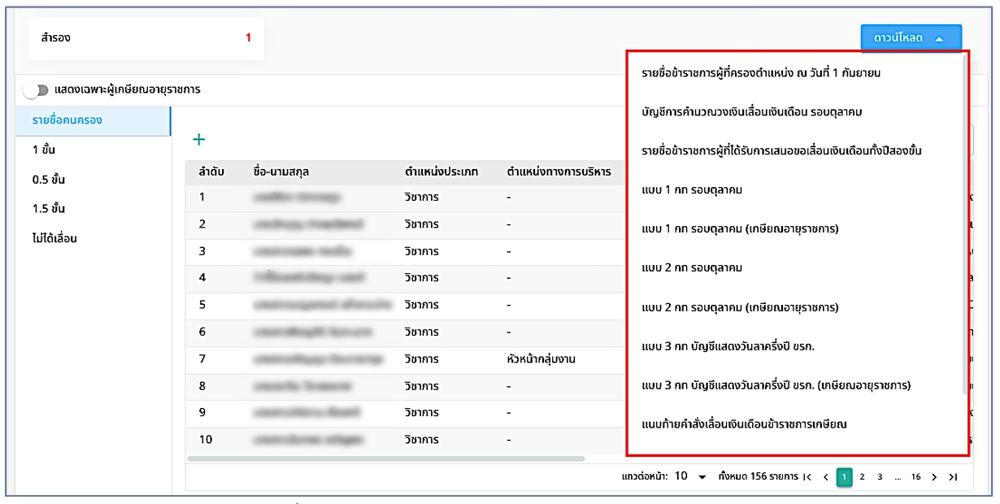 สำรอง 1
ดาวน์โหลด
แสดงเฉพาะผู้เกษียณอายุราชการ
รายชื่อคนครอง
1 ขั้น
0.5 ขั้น
1.5 ขั้น
ไม่ได้เลื่อน
+
ลำดับ ชื่อ-นามสกุล ตำแหน่งประเภท ตำแหน่งทางการบริหาร
1 วิชาการ -
2 วิชาการ -
3 วิชาการ -
4 วิชาการ -
5 วิชาการ -
6 วิชาการ -
7 วิชาการ หัวหน้ากลุ่มงาน
8 วิชาการ -
9 วิชาการ -
10 วิชาการ -
รายชื่อข้าราชการผู้ที่ครองตำแหน่ง ณ วันที่ 1 กันยายน
บัญชีการคำนวณวงเงินเลื่อนเงินเดือน รอบตุลาคม
รายชื่อข้าราชการผู้ที่ได้รับการเสนอขอเลื่อนเงินเดือนทั้งปีสองขั้น
แบบ 1 กท รอบตุลาคม
แบบ 1 กท รอบตุลาคม (เกษียณอายุราชการ)
แบบ 2 กท รอบตุลาคม
แบบ 2 กท รอบตุลาคม (เกษียณอายุราชการ)
แบบ 3 กท บัญชีแสดงวันลาครึ่งปี ขรก.
แบบ 3 กท บัญชีแสดงวันลาครึ่งปี ขรก. (เกษียณอายุราชการ)
แนบท้ายคำสั่งเลื่อนเงินเดือนข้าราชการเกษียณ
แถวต่อหน้า: 10 ทั้งหมด 156 รายการ |< < 1 2 3 ... 16 > >|